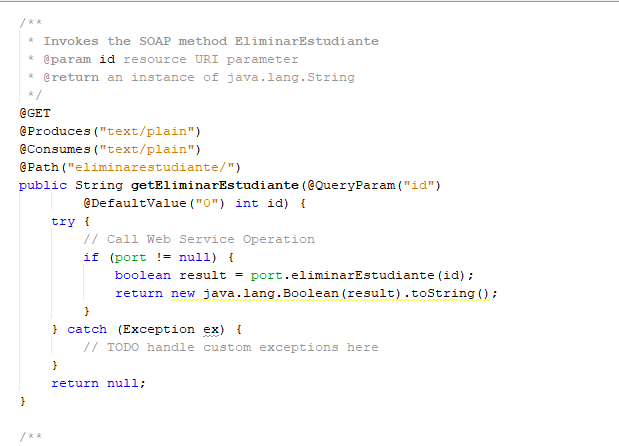 /**
 * Invokes the SOAP method EliminarEstudiante
 * @param id resource URI parameter
 * @return an instance of java.lang.String
 */
@GET
@Produces("text/plain")
@Consumes("text/plain")
@Path("eliminarestudiante/")
public String getEliminarEstudiante(@QueryParam("id")
        @DefaultValue("0") int id) {
    try {
        // Call Web Service Operation
        if (port != null) {
            boolean result = port.eliminarEstudiante(id);
            return new java.lang.Boolean(result).toString();
        }
    } catch (Exception ex) {
        // TODO handle custom exceptions here
    }
    return null;
}
/**